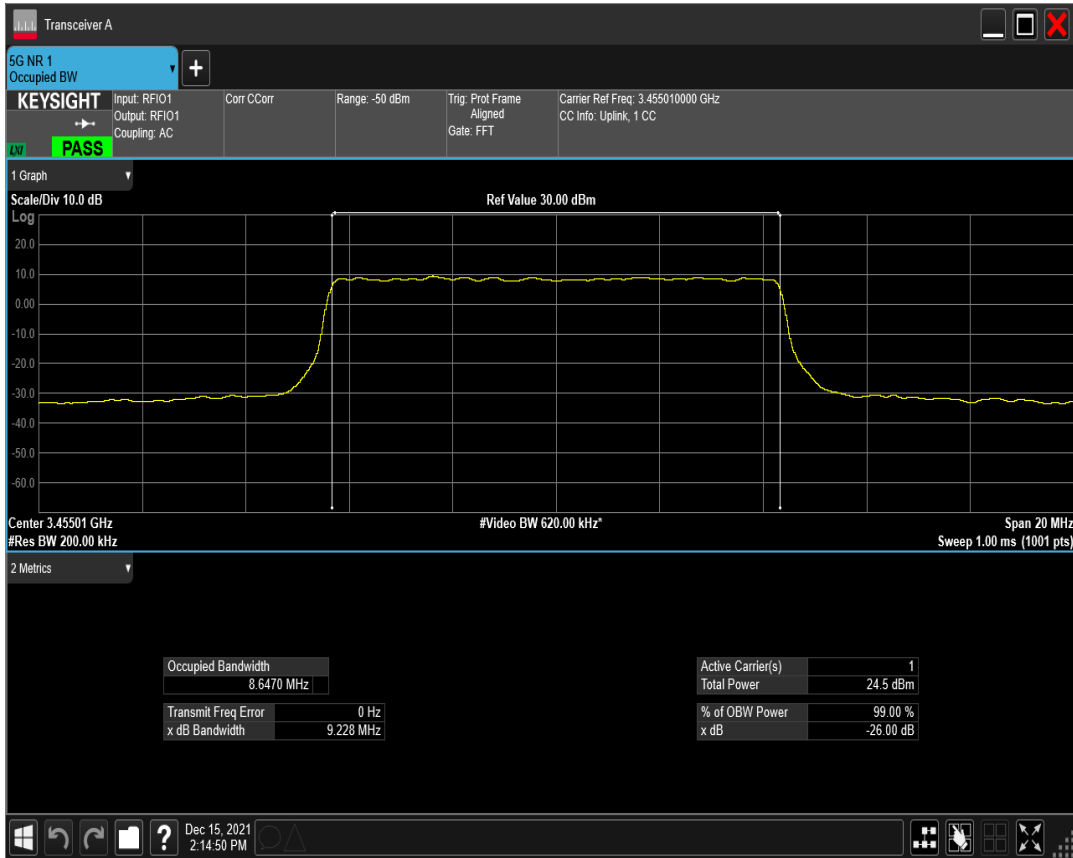 Transceiver A
5G NR 1
Occupied BW
KEYSIGHT
LXI
PASS
Input: RFIO1
Output: RFIO1
Coupling: AC
Corr CCorr
Range: -50 dBm
Trig: Prot Frame
Aligned
Gate: FFT
Carrier Ref Freq: 3.455010000 GHz
CC Info: Uplink, 1 CC
1 Graph
Scale/Div 10.0 dB
Ref Value 30.00 dBm
Log
20.0
10.0
0.00
-10.0
-20.0
-30.0
-40.0
-50.0
-60.0
Center 3.45501 GHz
#Video BW 620.00 kHz*
Span 20 MHz
#Res BW 200.00 kHz
Sweep 1.00 ms (1001 pts)
2 Metrics
Occupied Bandwidth
8.6470 MHz
Transmit Freq Error 0 Hz
x dB Bandwidth 9.228 MHz
Active Carrier(s) 1
Total Power 24.5 dBm
% of OBW Power 99.00 %
x dB -26.00 dB
?
Dec 15, 2021
2:14:50 PM